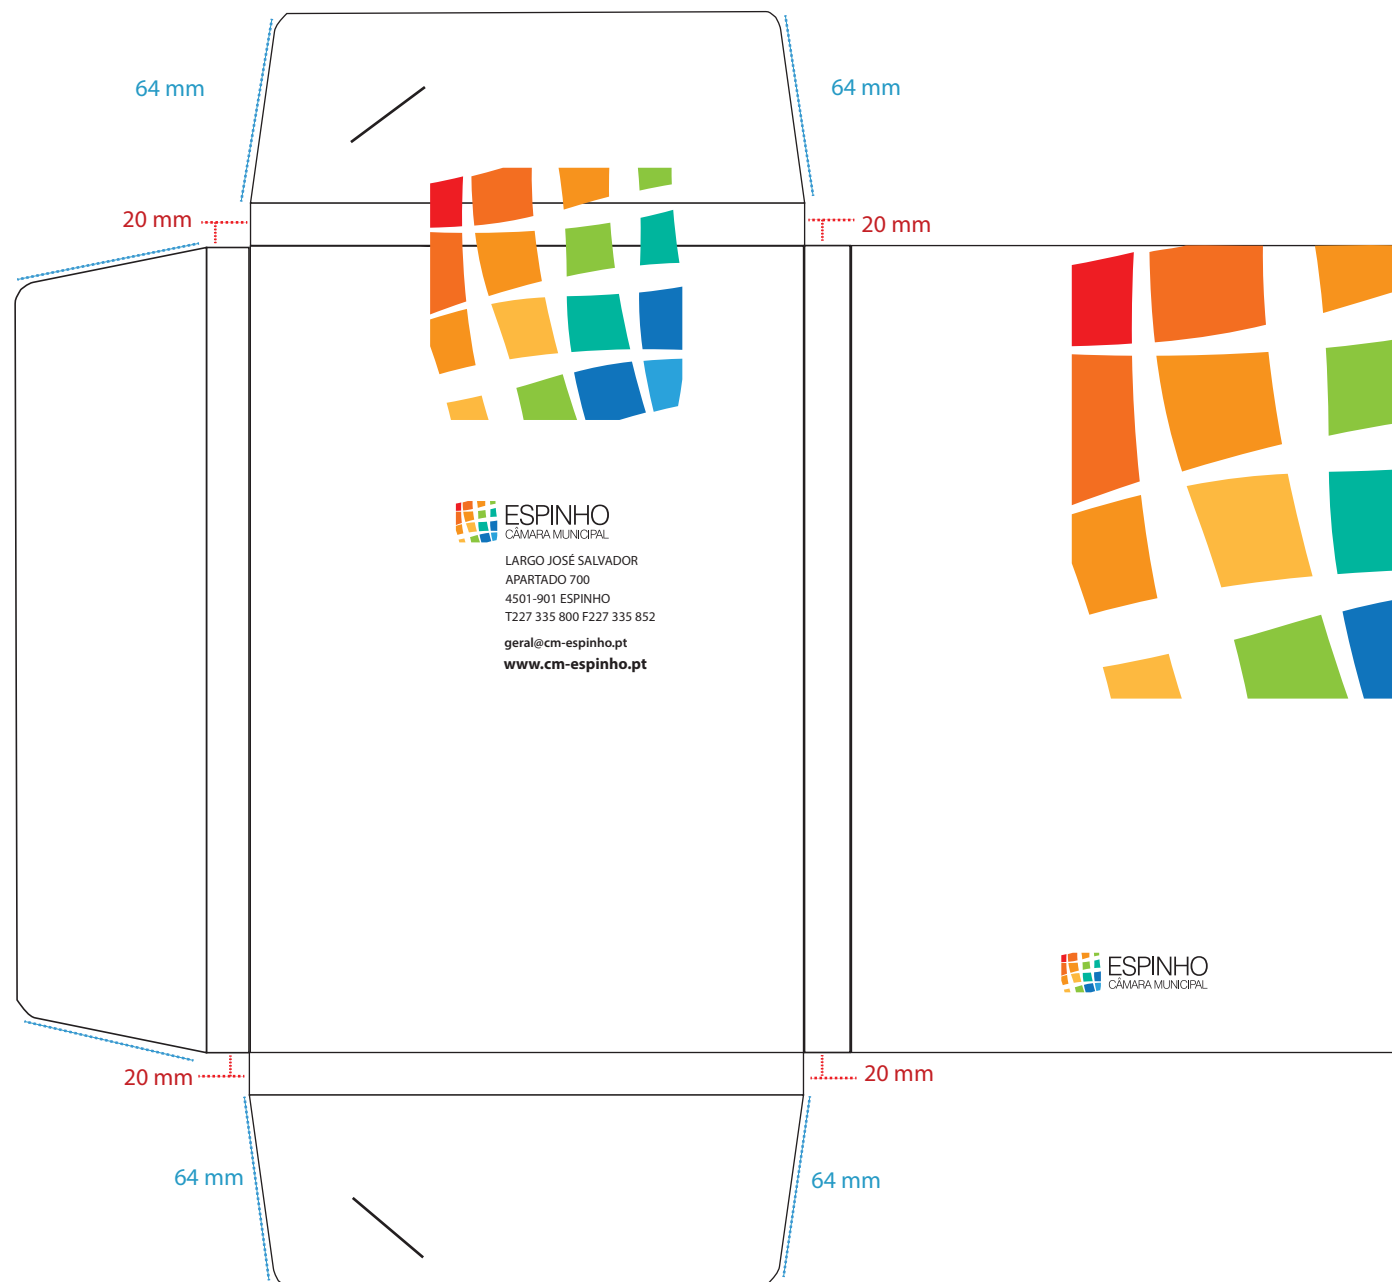 64 mm
64 mm
20 mm
20 mm
ESPINHO
CÂMARA MUNICIPAL
LARGO JOSÉ SALVADOR
APARTADO 700
4501-901 ESPINHO
T227 335 800 F227 335 852
geral@cm-espinho.pt
www.cm-espinho.pt
ESPINHO
CÂMARA MUNICIPAL
20 mm
20 mm
64 mm
64 mm